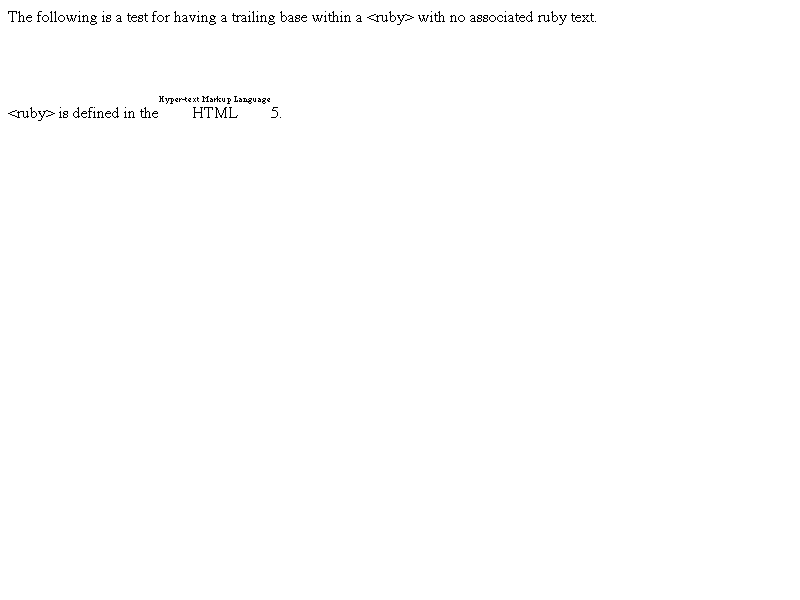 The following is a test for having a trailing base within a <ruby> with no associated ruby text.
Hyper-text Markup Language
<ruby> is defined in the HTML 5.